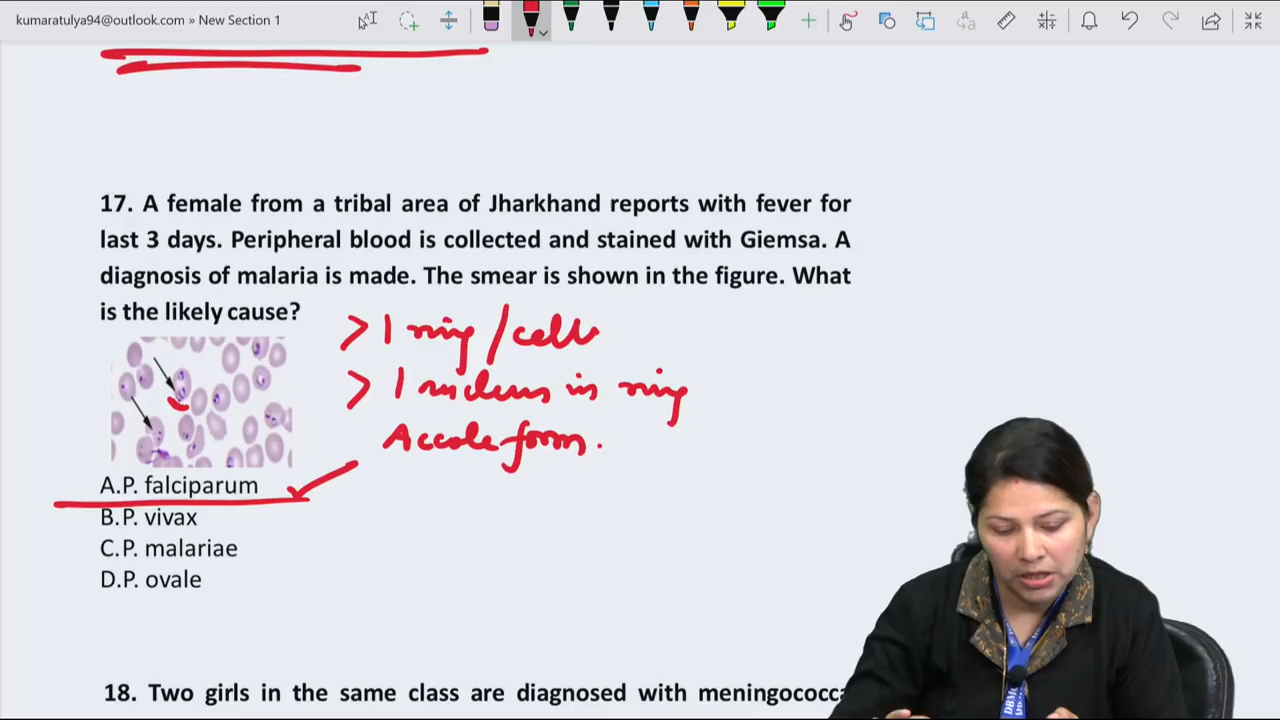 kumaratulya94@outlook.com » New Section 1
17. A female from a tribal area of Jharkhand reports with fever for
last 3 days. Peripheral blood is collected and stained with Giemsa. A
diagnosis of malaria is made. The smear is shown in the figure. What
is the likely cause?
> 1 ring/cells
> 1 nucleus in ring
Accole form.
A.P. falciparum
B.P. vivax
C.P. malariae
D.P. ovale
18. Two girls in the same class are diagnosed with meningococca